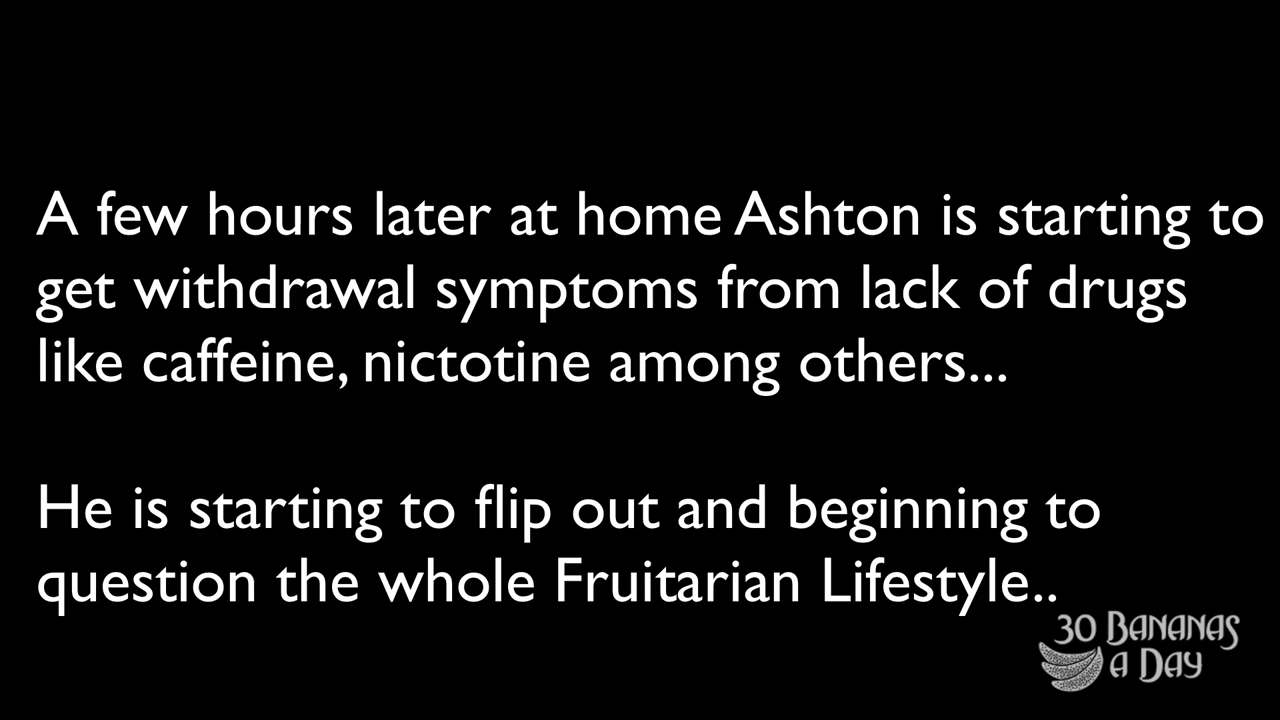 A few hours later at home Ashton is starting to
get withdrawal symptoms from lack of drugs
like caffeine, nictotine among others...
He is starting to flip out and beginning to
question the whole Fruitarian Lifestyle..
30 BANANAS
A DAY